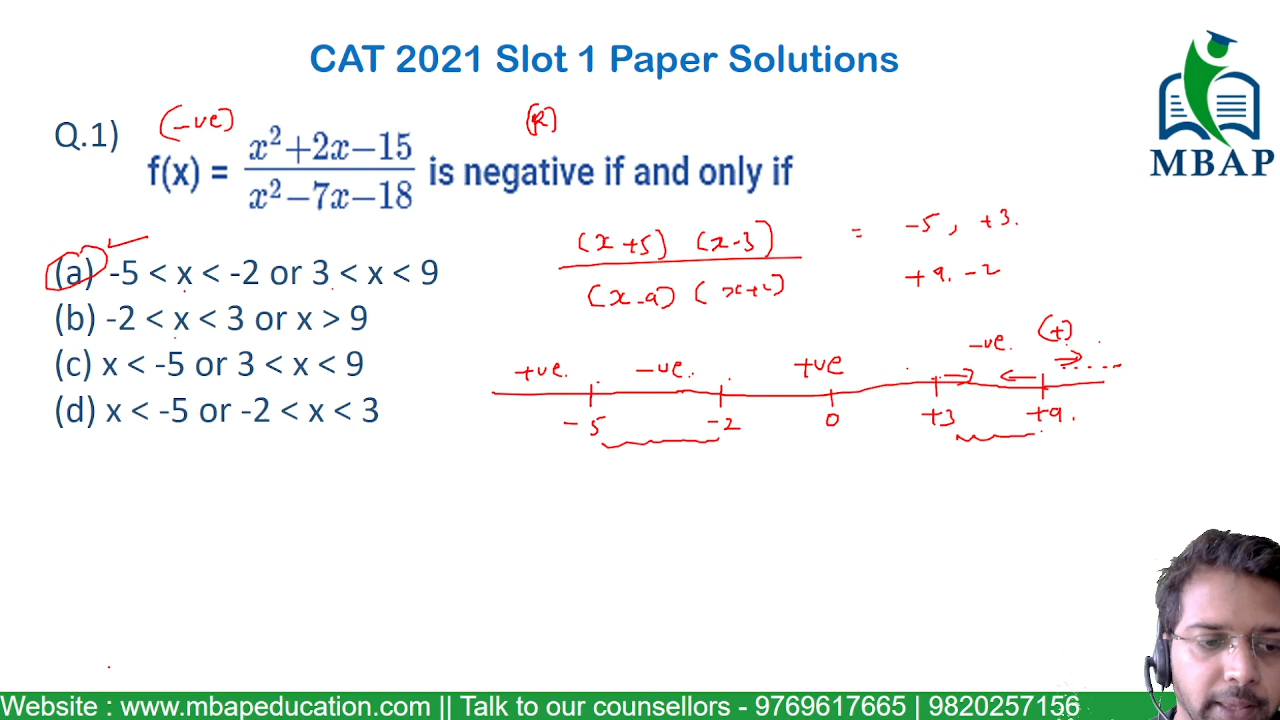 CAT 2021 Slot 1 Paper Solutions
MBAP
Q.1)
(-ve)
(R)
f(x) = x²+2x−15 / x²−7x−18 is negative if and only if
(a) -5 < x < -2 or 3 < x < 9
(b) -2 < x < 3 or x > 9
(c) x < -5 or 3 < x < 9
(d) x < -5 or -2 < x < 3
(x+5) (x-3)
= -5, +3.
(x-9) (x+2)
+9. -2
+ve. -ve. +ve -ve. (+)
-5 -2 0 +3 +9.
Website : www.mbapeducation.com || Talk to our counsellors - 9769617665 | 9820257156